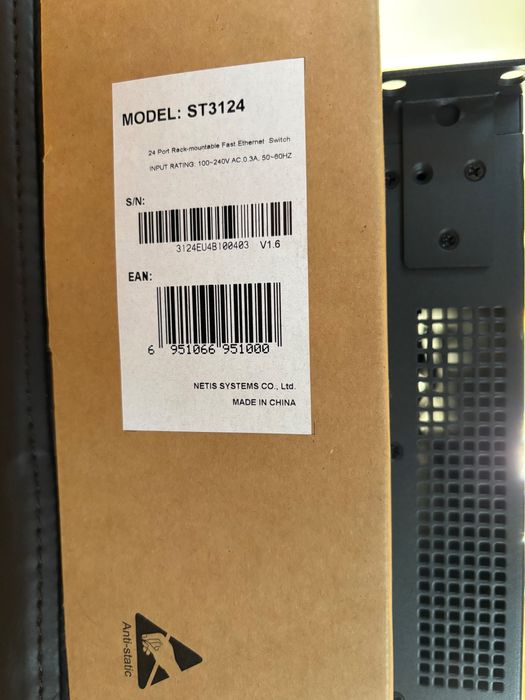 MODEL: ST3124
24 Port Rack-mountable Fast Ethernet Switch
INPUT RATING: 100~240V AC,0.3A, 50~60HZ
S/N:
3124EU4B100403 V1.6
EAN:
6 951066 951000
NETIS SYSTEMS CO., Ltd.
MADE IN CHINA
Anti-static